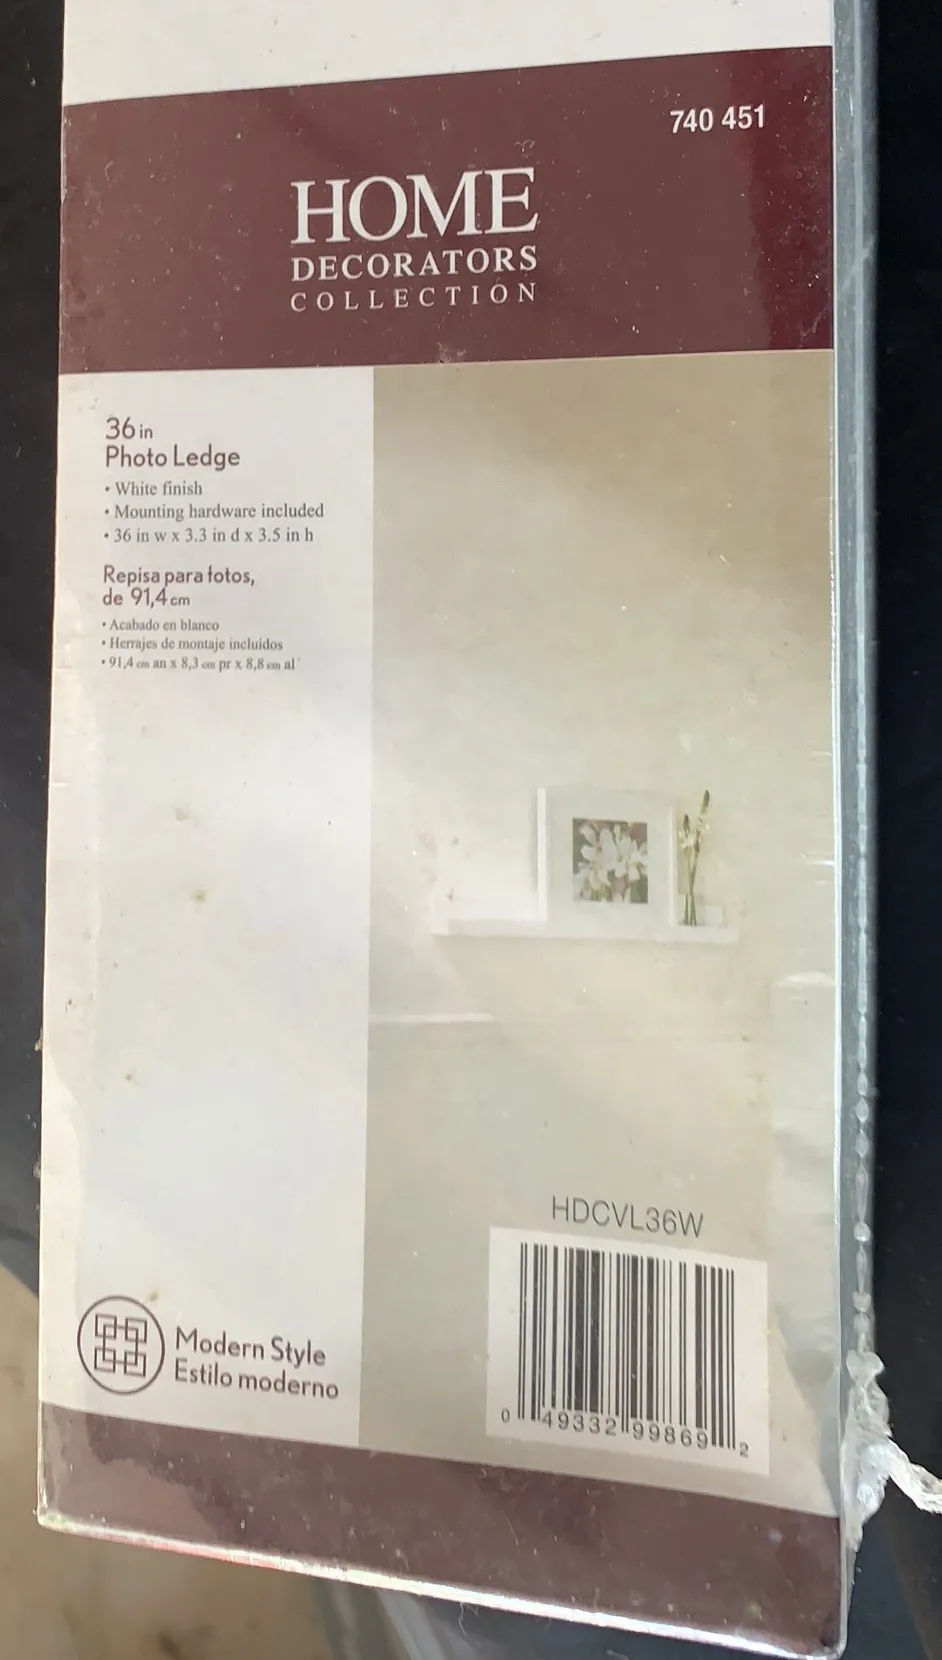 740 451
HOME
DECORATORS
COLLECTION
36 in
Photo Ledge
• White finish
• Mounting hardware included
• 36 in w x 3.3 in d x 3.5 in h
Repisa para fotos,
de 91,4 cm
• Acabado en blanco
• Herrajes de montaje incluidos
• 91,4 cm an x 8,3 cm pr x 8,8 cm al
HDCVL36W
0 49332 99869 2
Modern Style
Estilo moderno